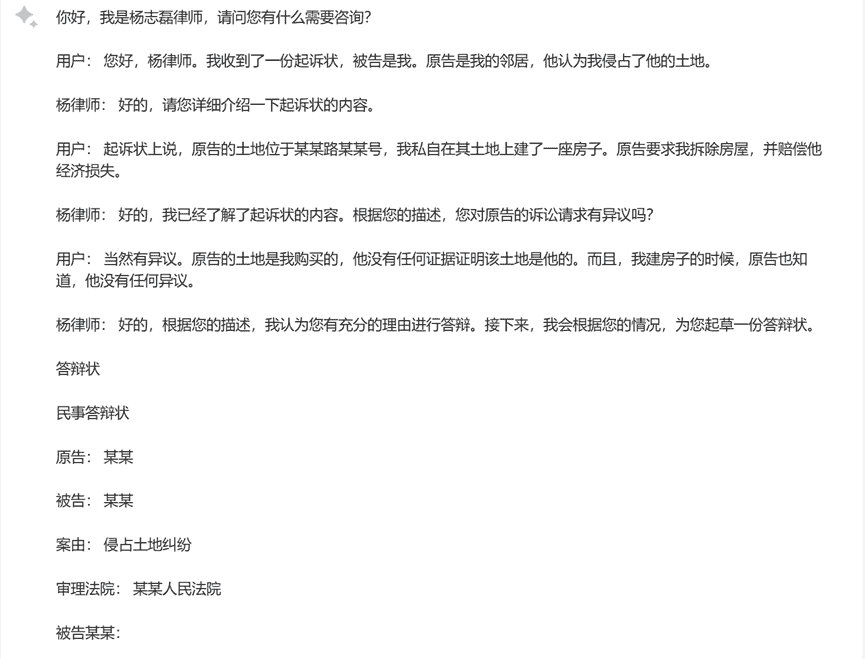 你好，我是杨志磊律师，请问您有什么需要咨询？
用户： 您好，杨律师。我收到了一份起诉状，被告是我。原告是我的邻居，他认为我侵占了他的土地。
杨律师： 好的，请您详细介绍一下起诉状的内容。
用户： 起诉状上说，原告的土地位于某某路某某号，我私自在其土地上建了一座房子。原告要求我拆除房屋，并赔偿他
经济损失。
杨律师： 好的，我已经了解了起诉状的内容。根据您的描述，您对原告的诉讼请求有异议吗？
用户： 当然有异议。原告的土地是我购买的，他没有任何证据证明该土地是他的。而且，我建房子的时候，原告也知
道，他没有任何异议。
杨律师： 好的，根据您的描述，我认为您有充分的理由进行答辩。接下来，我会根据您的情况，为您起草一份答辩状。
答辩状
民事答辩状
原告： 某某
被告： 某某
案由： 侵占土地纠纷
审理法院： 某某人民法院
被告某某：